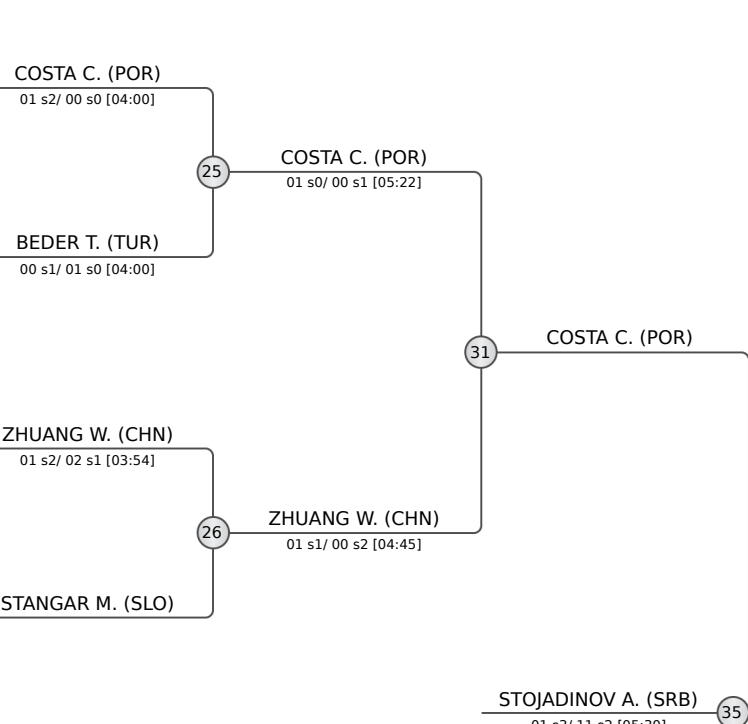 COSTA C. (POR)
01 s2/ 00 s0 [04:00]
COSTA C. (POR)
25
01 s0/ 00 s1 [05:22]
BEDER T. (TUR)
00 s1/ 01 s0 [04:00]
COSTA C. (POR)
31
ZHUANG W. (CHN)
01 s2/ 02 s1 [03:54]
ZHUANG W. (CHN)
26
01 s1/ 00 s2 [04:45]
STANGAR M. (SLO)
STOJADINOV A. (SRB)
35